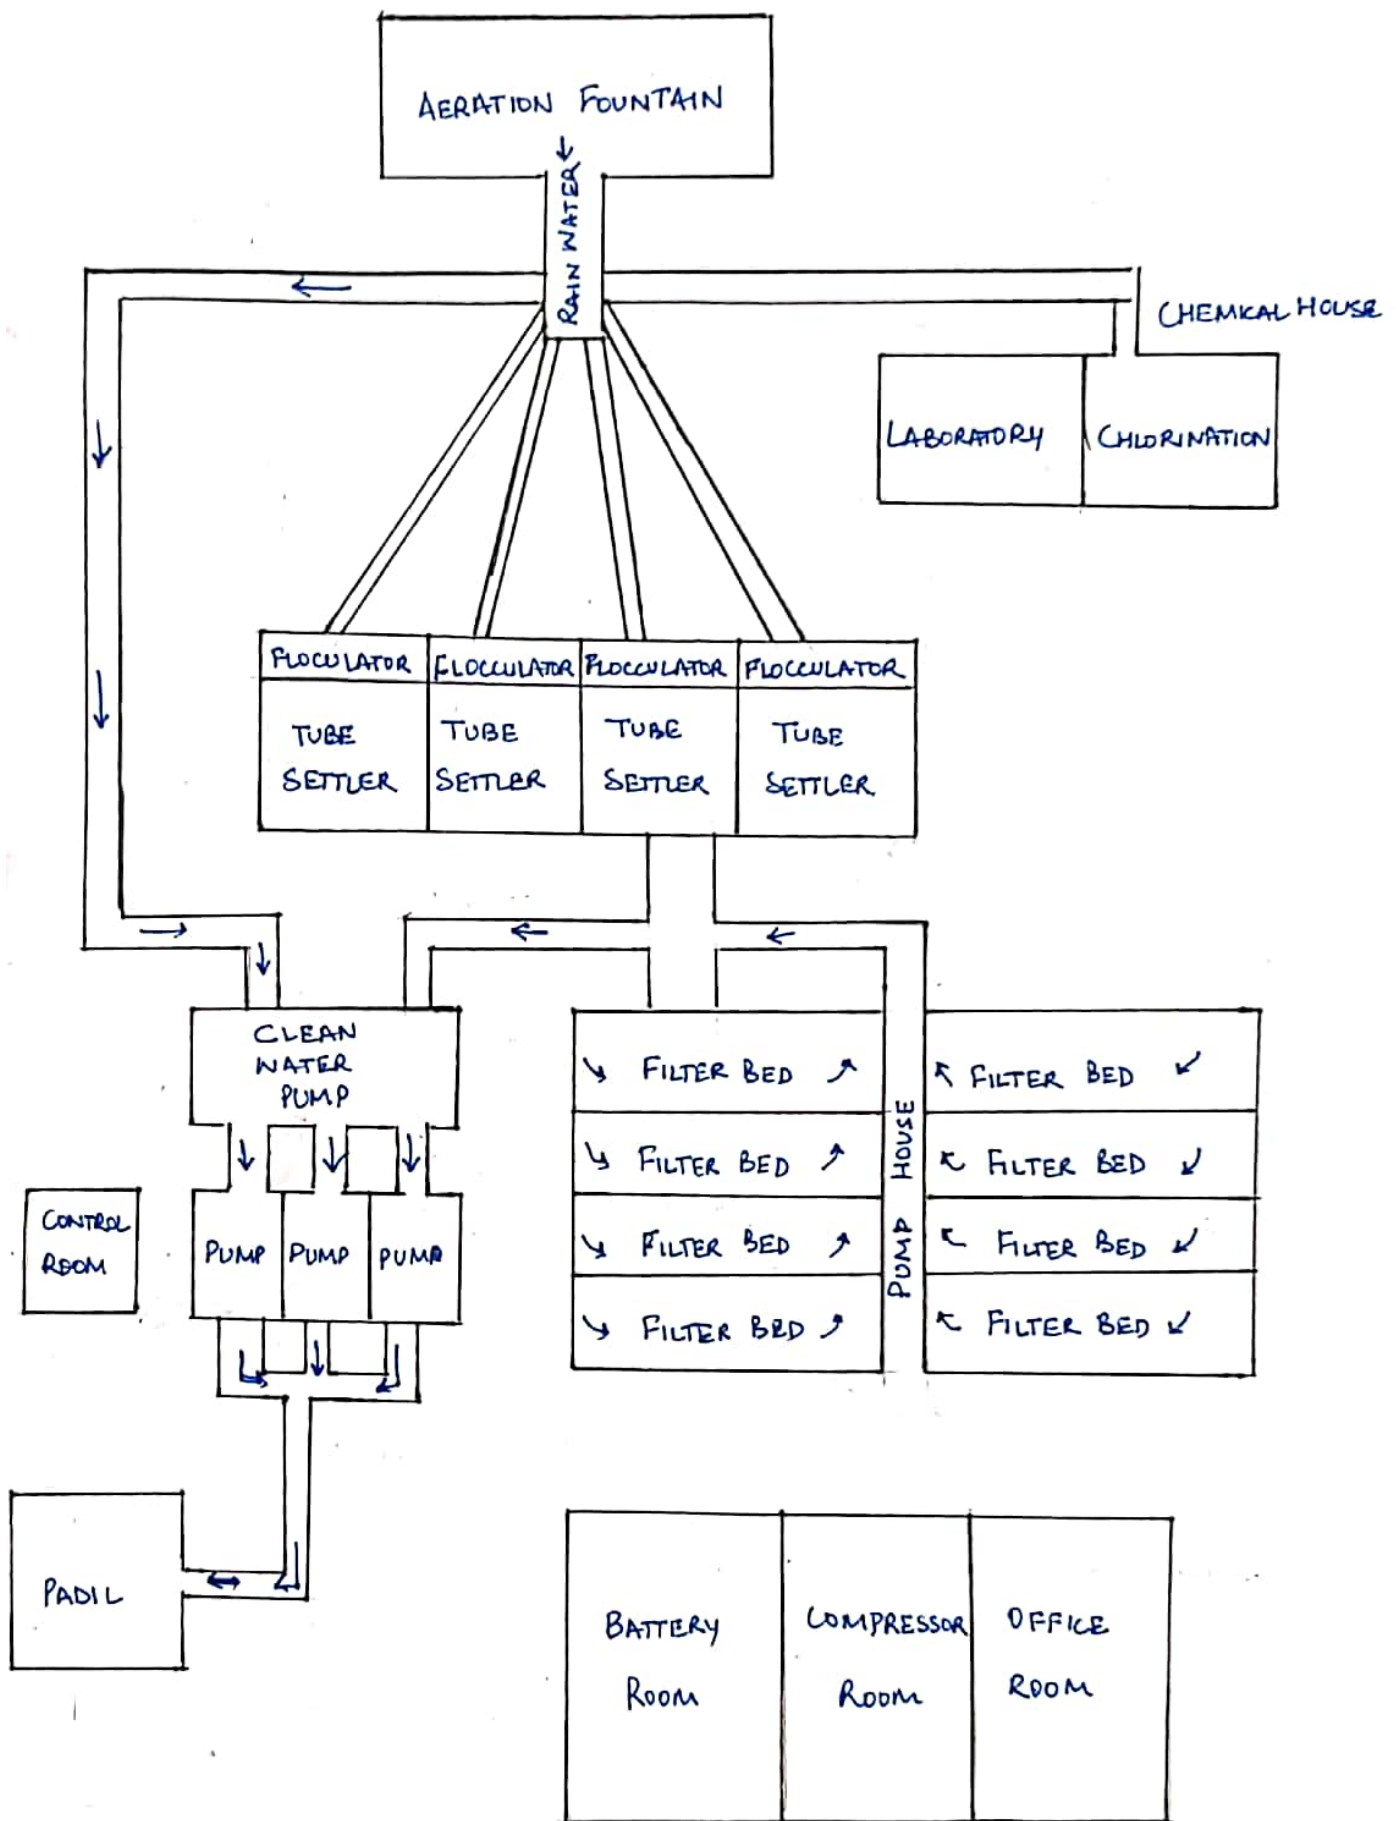 AERATION FOUNTAIN
RAIN WATER
CHEMICAL HOUSE
LABORATORY
CHLORINATION
FLOCULATOR
FLOCCULATOR
FLOCCULATOR
FLOCCULATOR
TUBE
SETTLER
TUBE
SETTLER
TUBE
SETTLER
TUBE
SETTLER
CLEAN
WATER
PUMP
CONTROL
ROOM
PUMP
PUMP
PUMP
FILTER BED
FILTER BED
FILTER BED
FILTER BED
PUMP HOUSE
FILTER BED
FILTER BED
FILTER BED
FILTER BED
PADIL
BATTERY
ROOM
COMPRESSOR
ROOM
OFFICE
ROOM